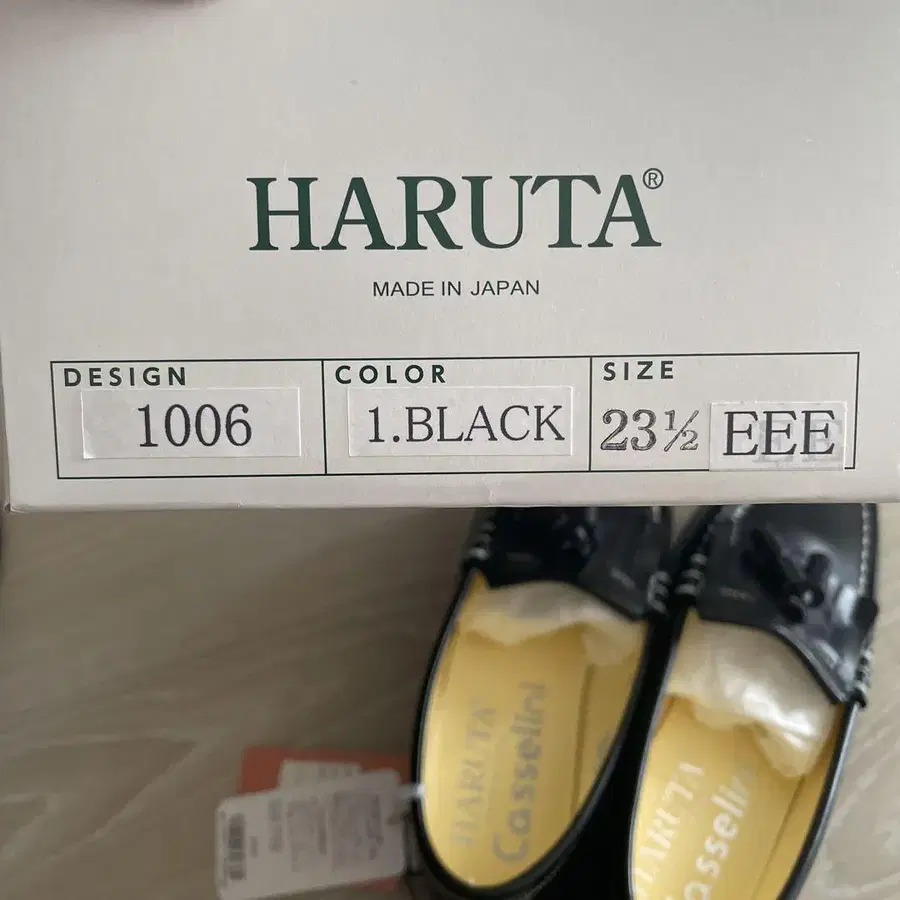 HARUTA®
MADE IN JAPAN
DESIGN
1006
COLOR
1.BLACK
SIZE
23½ EEE
HARUTA
Casselini
HARUTA
Casselini